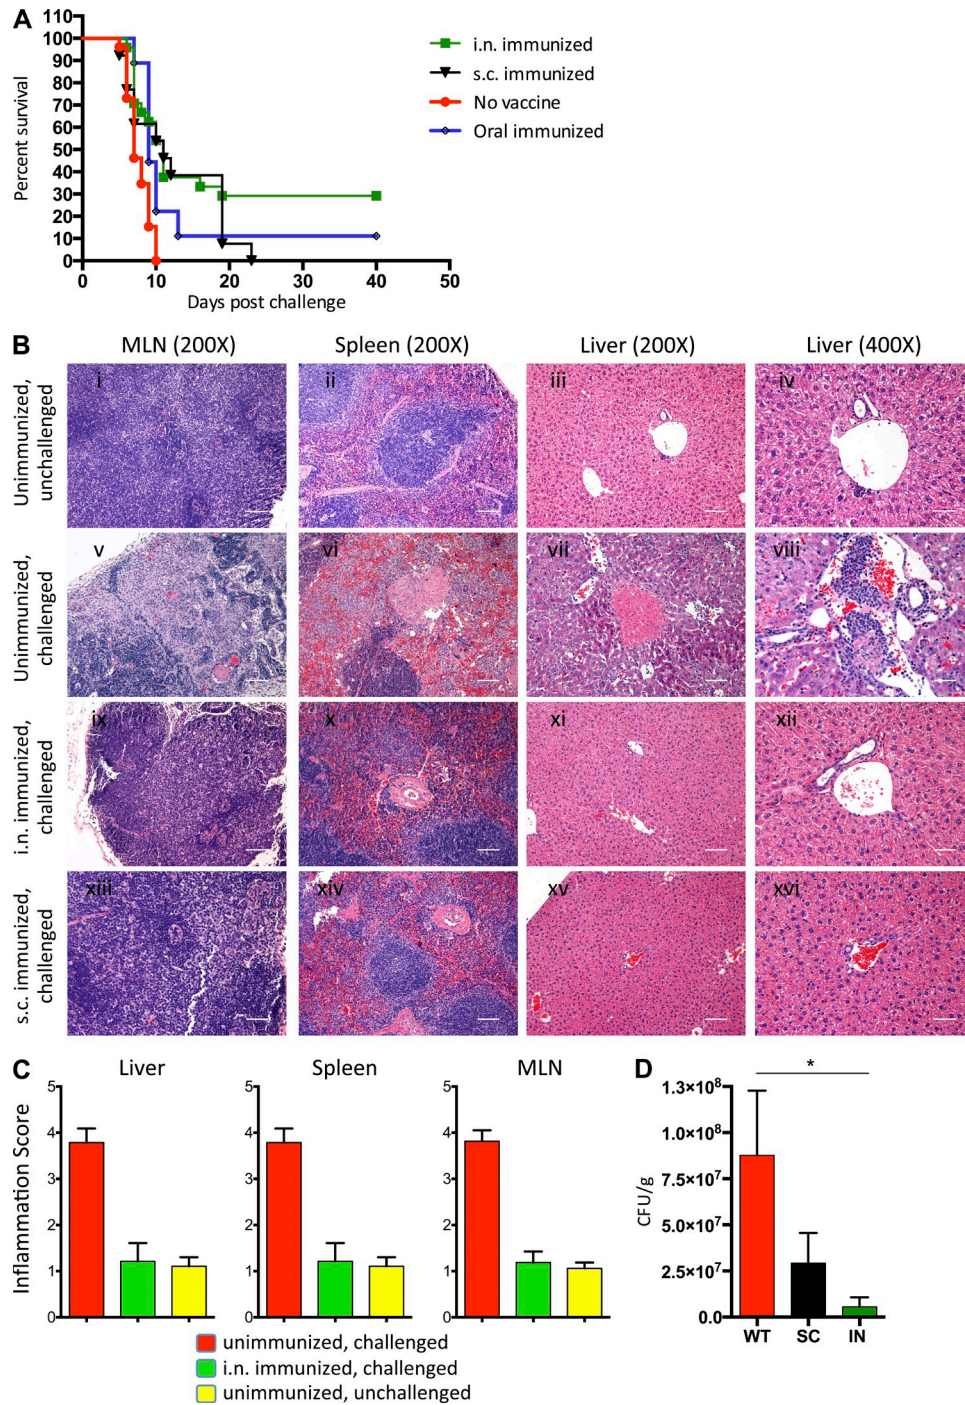 A
110
100
90
80
70
60
50
40
30
20
10
0
Percent survival
0 10 20 30 40 50
Days post challenge
i.n. immunized
s.c. immunized
No vaccine
Oral immunized
B
MLN (200X) Spleen (200X) Liver (200X) Liver (400X)
Unimmunized,
unchallenged
i ii iii iv
Unimmunized,
challenged
v vi vii viii
i.n. immunized,
challenged
ix x xi xii
s.c. immunized,
challenged
xiii xiv xv xvi
C
Liver Spleen MLN
Inflammation Score
5 5 5
4 4 4
3 3 3
2 2 2
1 1 1
0 0 0
unimmunized, challenged
i.n. immunized, challenged
unimmunized, unchallenged
D
*
CFU/g
1.3×10⁸
1.0×10⁸
7.5×10⁷
5.0×10⁷
2.5×10⁷
0.0
WT SC IN